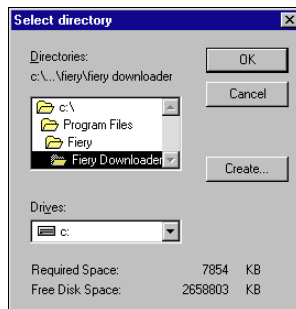 Select directory
Directories:
c:\...\fiery\fiery downloader
c:\
Program Files
Fiery
Fiery Downloader
OK
Cancel
Create...
Drives:
c:
Required Space: 7854 KB
Free Disk Space: 2658803 KB